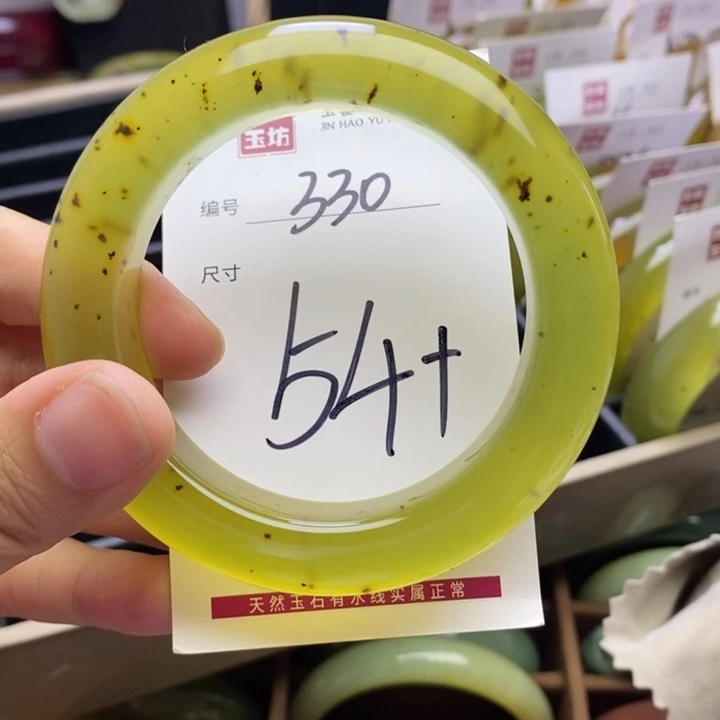 玉坊
JIN HAO YU
编号 330
尺寸
54+
天然玉石有水线实属正常